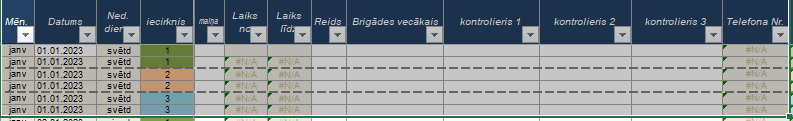 Mēn. Datums Ned. dien iecirknis maiņa Laiks no Laiks līdz Reids Brigādes vecākais kontrolieris 1 kontrolieris 2 kontrolieris 3 Telefona Nr.
janv 01.01.2023 svētd 1 #N/A
janv 01.01.2023 svētd 1 #N/A #N/A #N/A
janv 01.01.2023 svētd 2 #N/A #N/A #N/A
janv 01.01.2023 svētd 2 #N/A #N/A #N/A
janv 01.01.2023 svētd 3 #N/A #N/A #N/A
janv 01.01.2023 svētd 3 #N/A #N/A #N/A